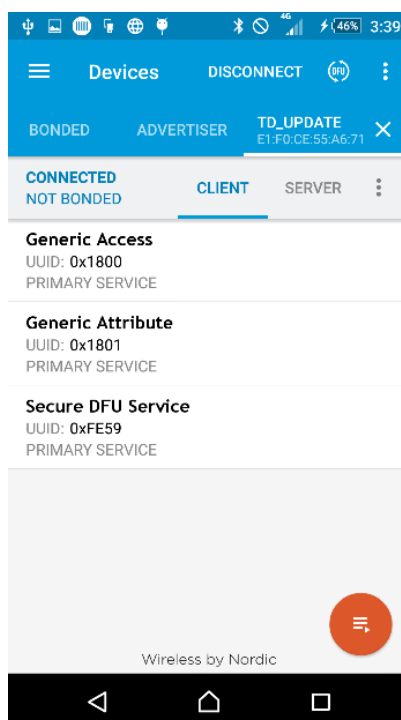 4G
46% 3:39
Devices DISCONNECT DFU
BONDED ADVERTISER TD_UPDATE
E1:F0:CE:55:A6:71
CONNECTED
NOT BONDED CLIENT SERVER
Generic Access
UUID: 0x1800
PRIMARY SERVICE
Generic Attribute
UUID: 0x1801
PRIMARY SERVICE
Secure DFU Service
UUID: 0xFE59
PRIMARY SERVICE
Wireless by Nordic